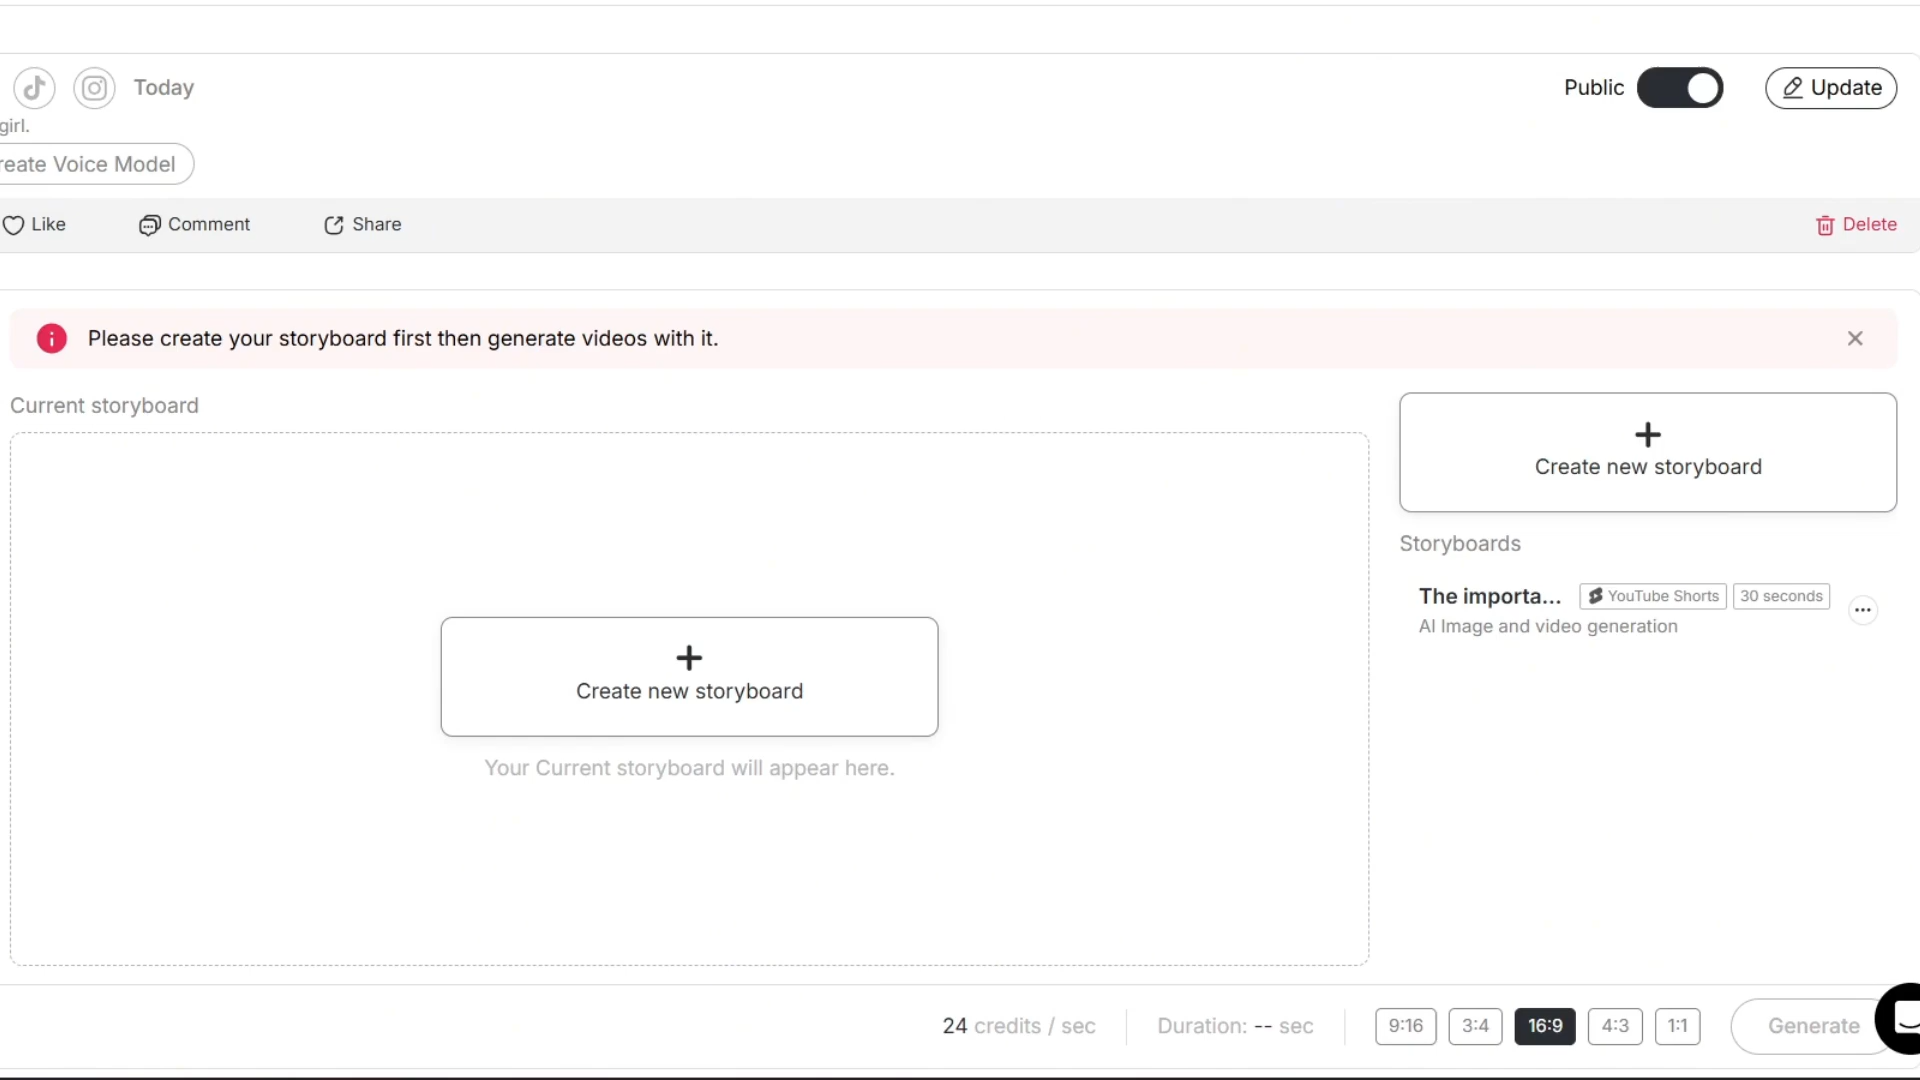 Today
Public
Update
girl.
reate Voice Model
Like
Comment
Share
Delete
Please create your storyboard first then generate videos with it.
Current storyboard
Create new storyboard
Your Current storyboard will appear here.
Create new storyboard
Storyboards
The importa...
YouTube Shorts
30 seconds
AI Image and video generation
24 credits / sec
Duration: -- sec
9:16
3:4
16:9
4:3
1:1
Generate